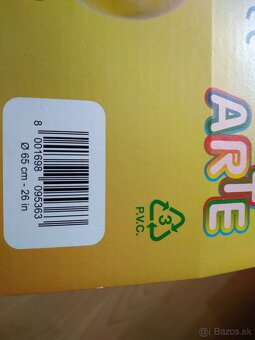 ARTE
8 001698 095363
Ø 65 cm - 26 in
3
P.V.C.
© Bazos.sk